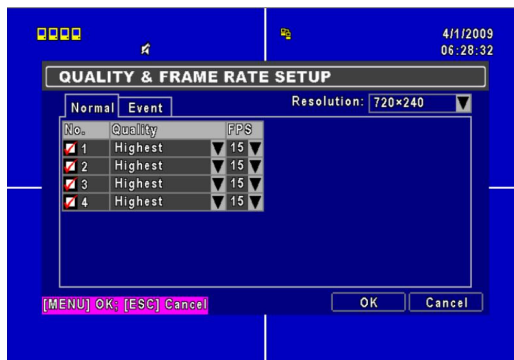 4/1/2009
06:28:32
QUALITY & FRAME RATE SETUP
Normal Event Resolution: 720×240
No. Quality FPS
1 Highest 15
2 Highest 15
3 Highest 15
4 Highest 15
[MENU] OK; [ESC] Cancel OK Cancel